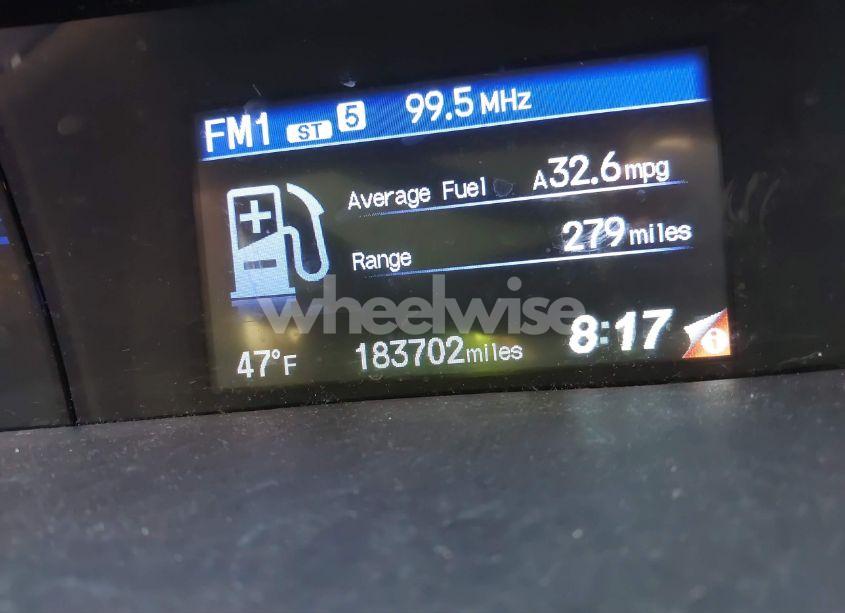 FM1 ST 5 99.5 MHz
Average Fuel A32.6 mpg
Range 279 miles
wheelwise
47°F 183702 miles 8:17 i